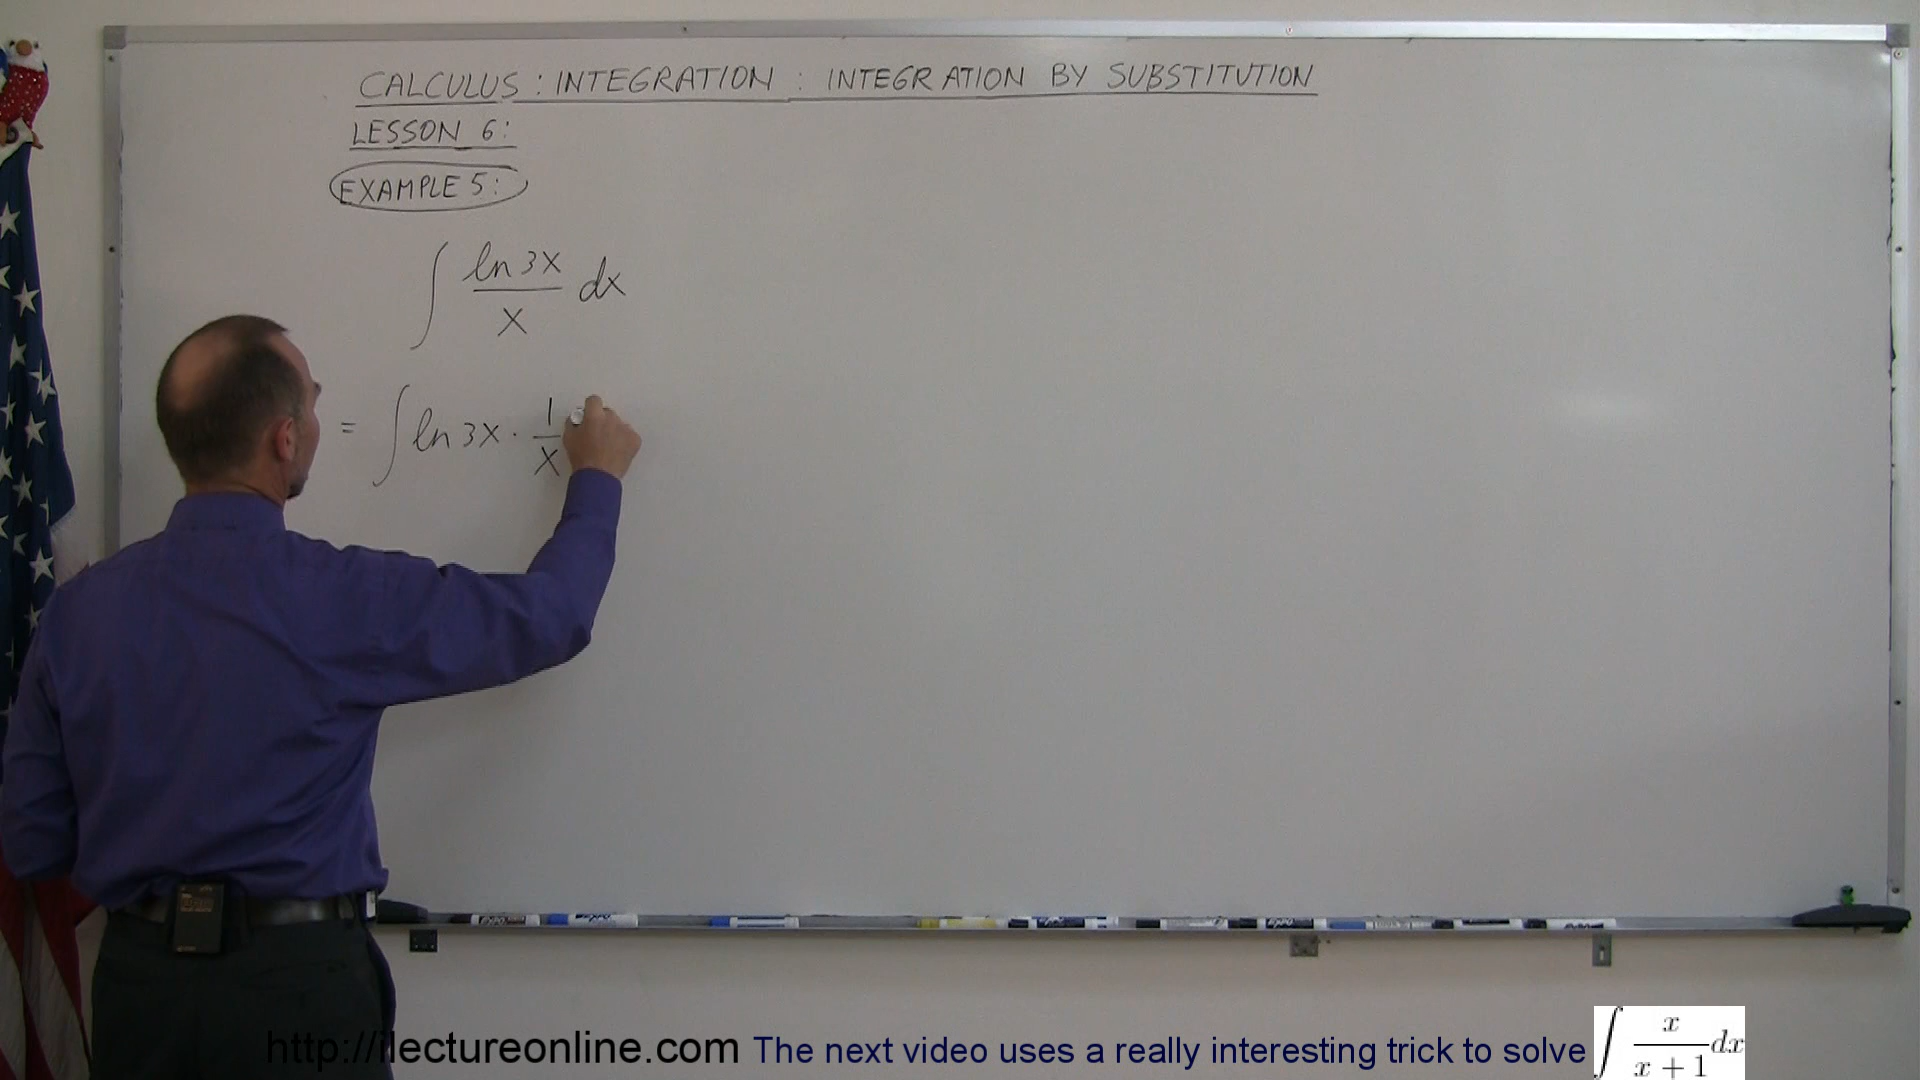 CALCULUS : INTEGRATION : INTEGRATION BY SUBSTITUTION
LESSON 6:
EXAMPLE 5:
∫ ln 3x / x dx
= ∫ ln 3x · 1/x
http://ilectureonline.com The next video uses a really interesting trick to solve ∫ x/(x + 1) dx